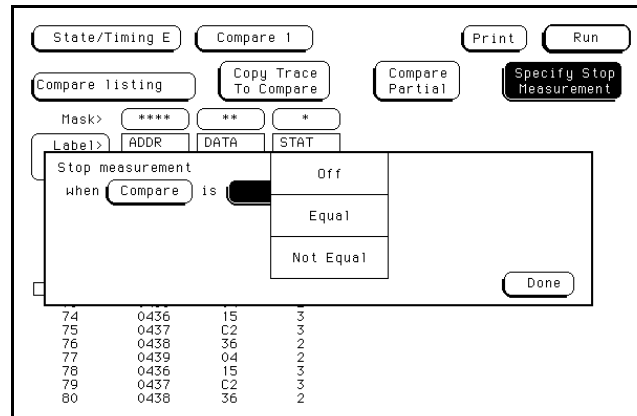 State/Timing E Compare 1 Print Run
Compare listing Copy Trace To Compare Compare Partial Specify Stop Measurement
Mask> **** ** *
Label> ADDR DATA STAT
Stop measurement
when Compare is
Off
Equal
Not Equal
Done
74 0436 15 3
75 0437 C2 3
76 0438 36 2
77 0439 04 2
78 0436 15 3
79 0437 C2 3
80 0438 36 2